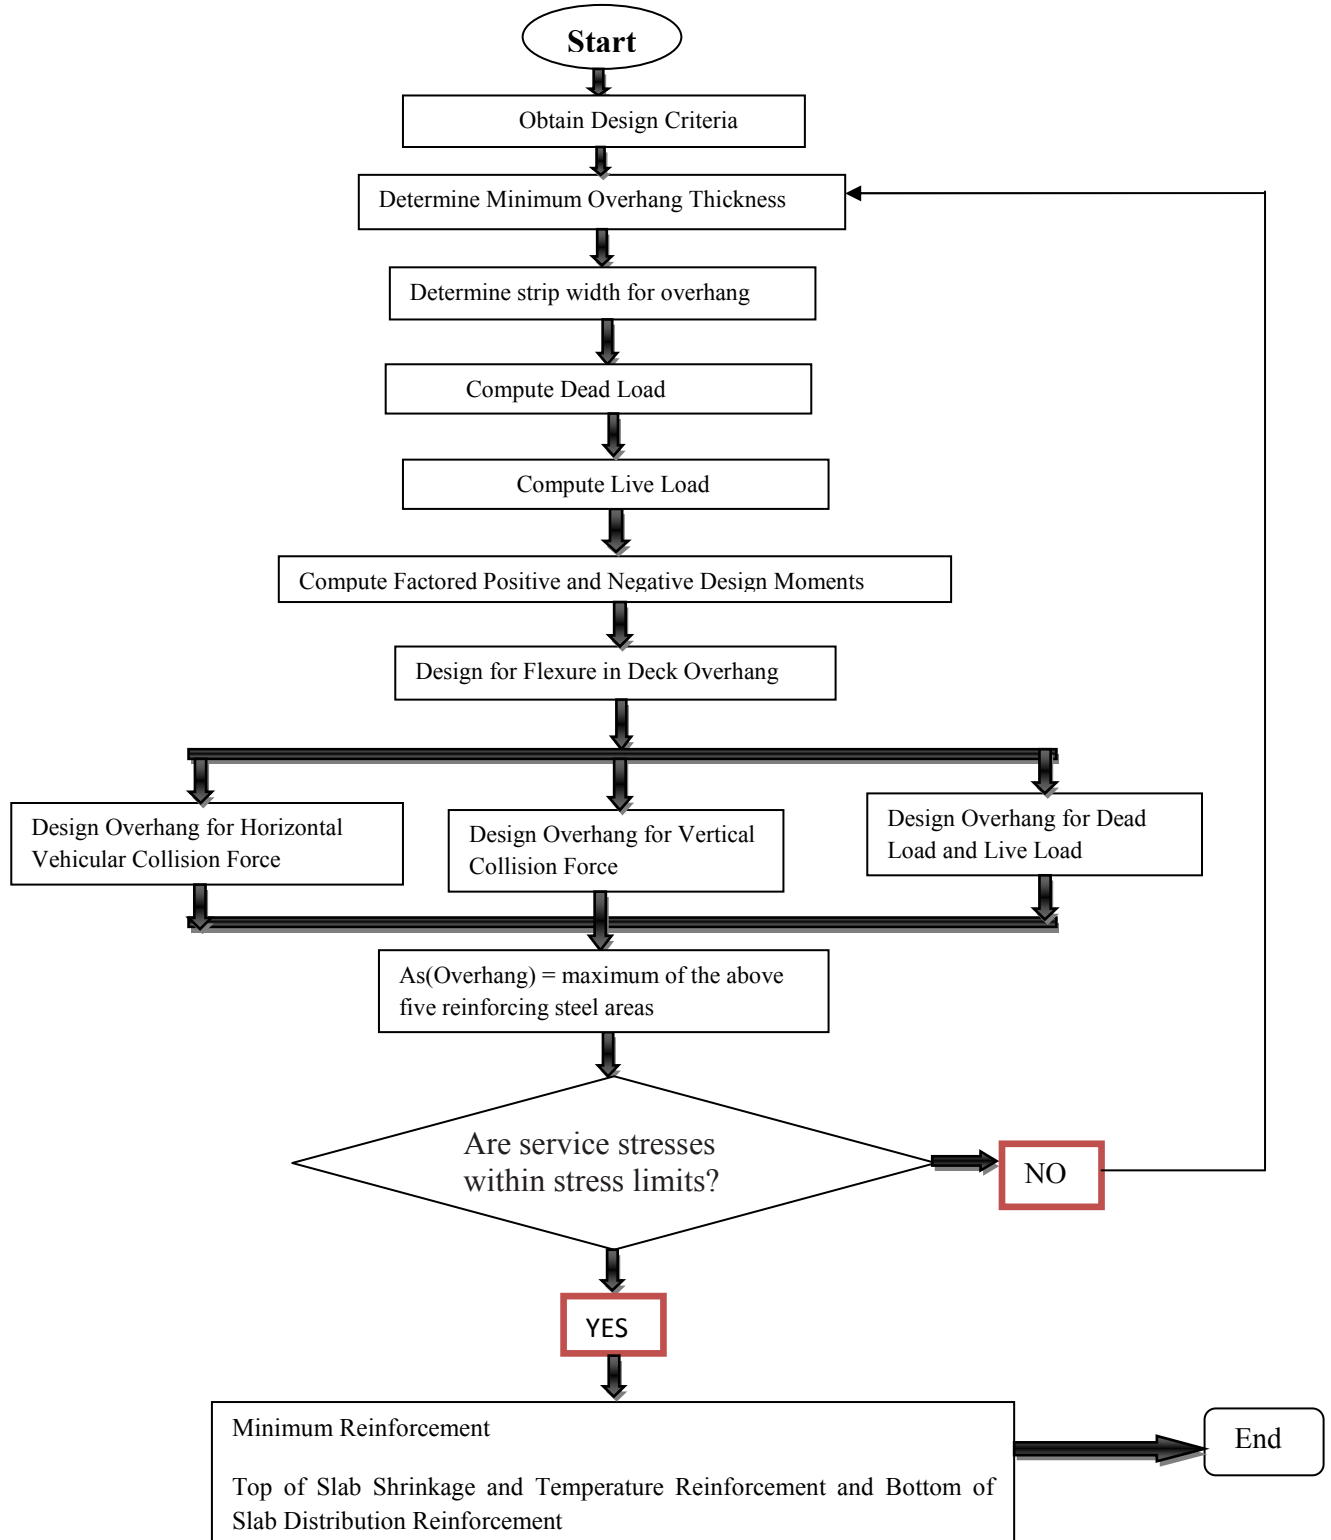 Start
Obtain Design Criteria
Determine Minimum Overhang Thickness
Determine strip width for overhang
Compute Dead Load
Compute Live Load
Compute Factored Positive and Negative Design Moments
Design for Flexure in Deck Overhang
Design Overhang for Horizontal
Vehicular Collision Force
Design Overhang for Vertical
Collision Force
Design Overhang for Dead
Load and Live Load
As(Overhang) = maximum of the above
five reinforcing steel areas
Are service stresses
within stress limits?
NO
YES
Minimum Reinforcement
Top of Slab Shrinkage and Temperature Reinforcement and Bottom of
Slab Distribution Reinforcement
End